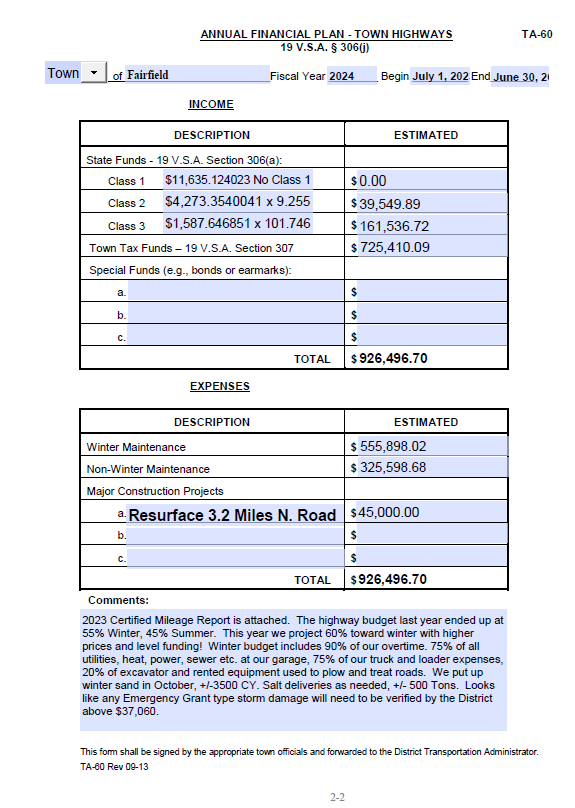 ANNUAL FINANCIAL PLAN - TOWN HIGHWAYS TA-60
19 V.S.A. § 306(j)
Town of Fairfield Fiscal Year 2024 Begin July 1, 202 End June 30, 2
INCOME
DESCRIPTION ESTIMATED
State Funds - 19 V.S.A. Section 306(a):
Class 1 $11,635.124023 No Class 1 $ 0.00
Class 2 $4,273.3540041 x 9.255 $ 39,549.89
Class 3 $1,587.646851 x 101.746 $ 161,536.72
Town Tax Funds – 19 V.S.A. Section 307 $ 725,410.09
Special Funds (e.g., bonds or earmarks):
a. $
b. $
c. $
TOTAL $ 926,496.70
EXPENSES
DESCRIPTION ESTIMATED
Winter Maintenance $ 555,898.02
Non-Winter Maintenance $ 325,598.68
Major Construction Projects
a. Resurface 3.2 Miles N. Road $ 45,000.00
b. $
c. $
TOTAL $ 926,496.70
Comments:
2023 Certified Mileage Report is attached. The highway budget last year ended up at
55% Winter, 45% Summer. This year we project 60% toward winter with higher
prices and level funding! Winter budget includes 90% of our overtime. 75% of all
utilities, heat, power, sewer etc. at our garage, 75% of our truck and loader expenses,
20% of excavator and rented equipment used to plow and treat roads. We put up
winter sand in October, +/-3500 CY. Salt deliveries as needed, +/- 500 Tons. Looks
like any Emergency Grant type storm damage will need to be verified by the District
above $37,060.
This form shall be signed by the appropriate town officials and forwarded to the District Transportation Administrator.
TA-60 Rev 09-13
2-2